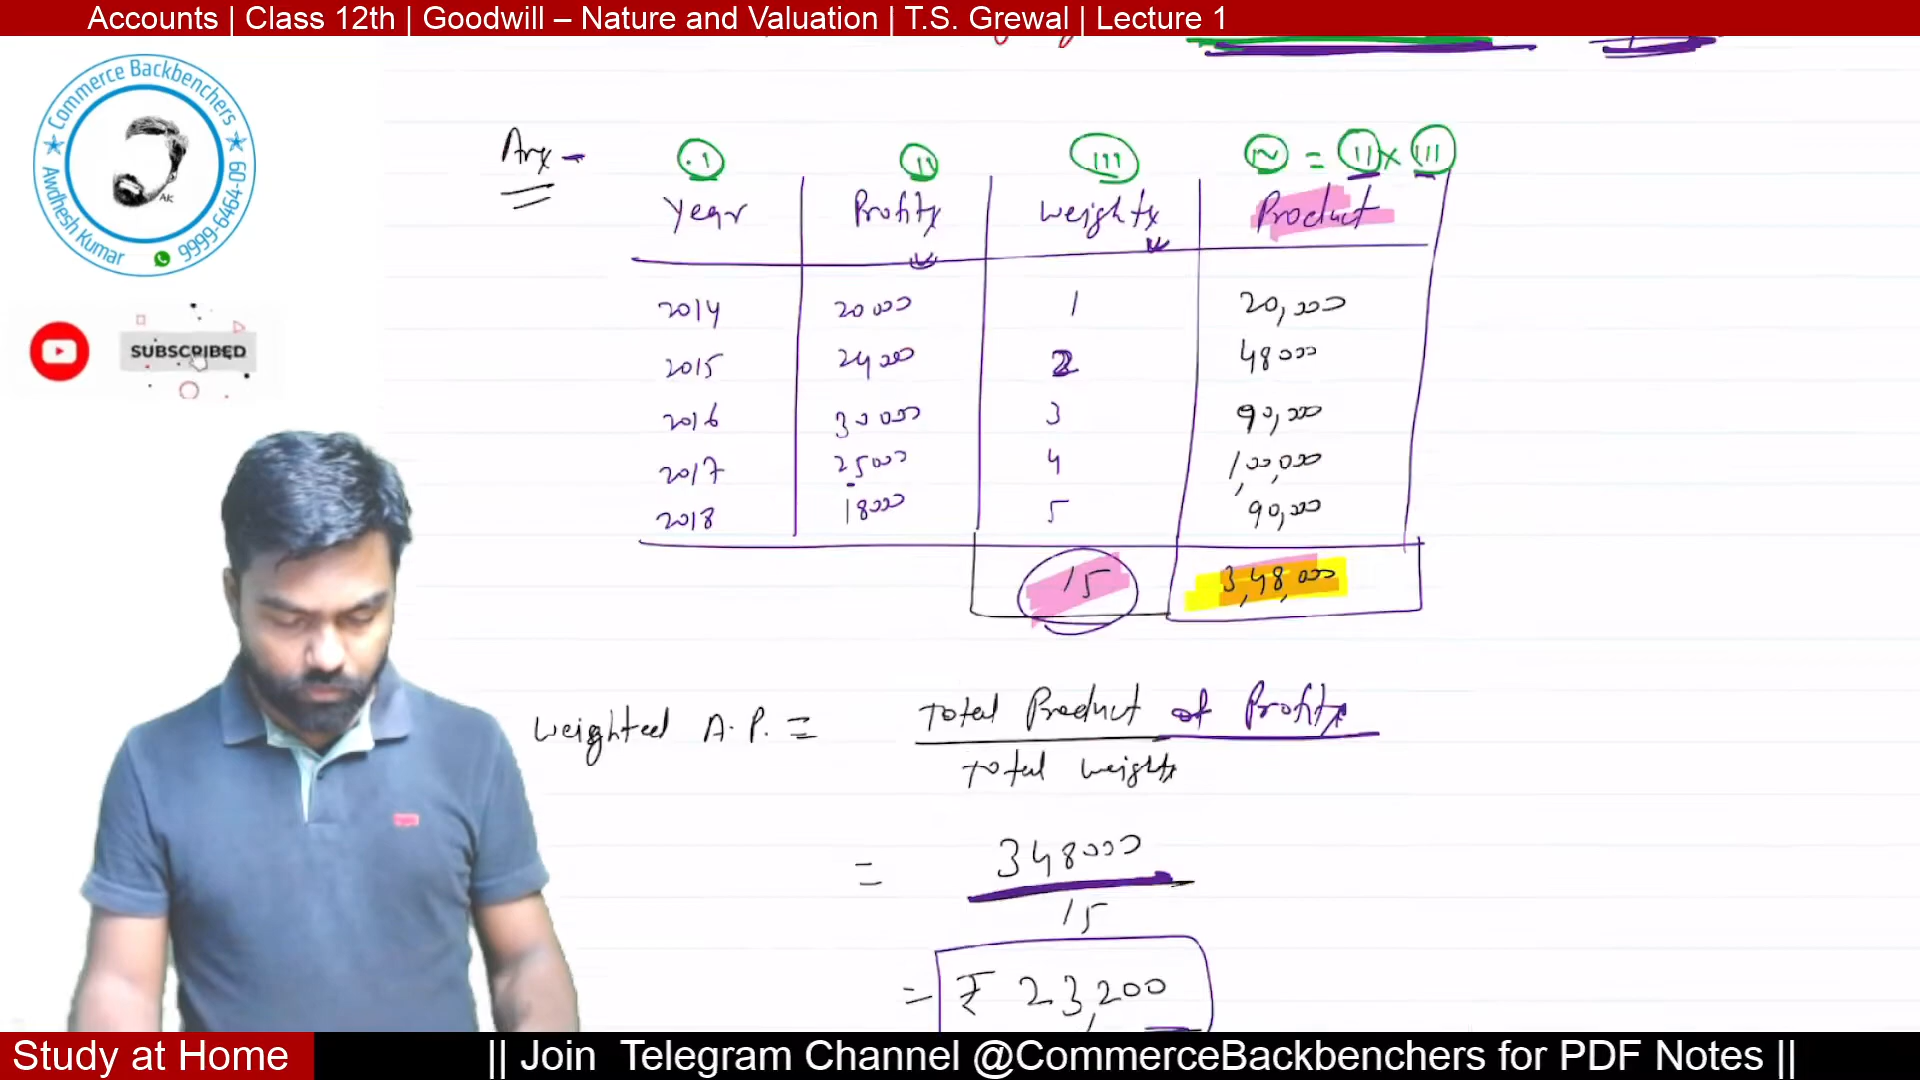 Accounts | Class 12th | Goodwill – Nature and Valuation | T.S. Grewal | Lecture 1
Commerce Backbenchers
Awdhesh Kumar 9999-6464-09
AK
SUBSCRIBED
Ans -
I II III IV = II × III
Year Profits Weights Product
2014 20000 1 20,000
2015 24000 2 48000
2016 30000 3 90,000
2017 25000 4 1,00,000
2018 18000 5 90,000
15 3,48,000
Weighted A.P. = Total Product of Profits
Total Weights
= 348000
15
= ₹ 23,200
Study at Home || Join Telegram Channel @CommerceBackbenchers for PDF Notes ||